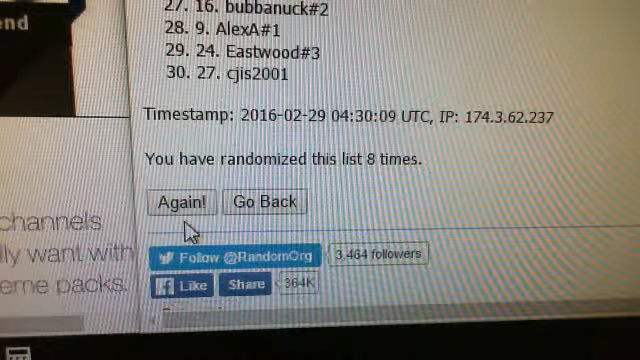 end
27. 16. bubbanuck#2
28. 9. AlexA#1
29. 24. Eastwood#3
30. 27. cjis2001
Timestamp: 2016-02-29 04:30:09 UTC, IP: 174.3.62.237
You have randomized this list 8 times.
Again! Go Back
channels
lly want with
eme packs.
Follow @RandomOrg 3,464 followers
Like Share 364K